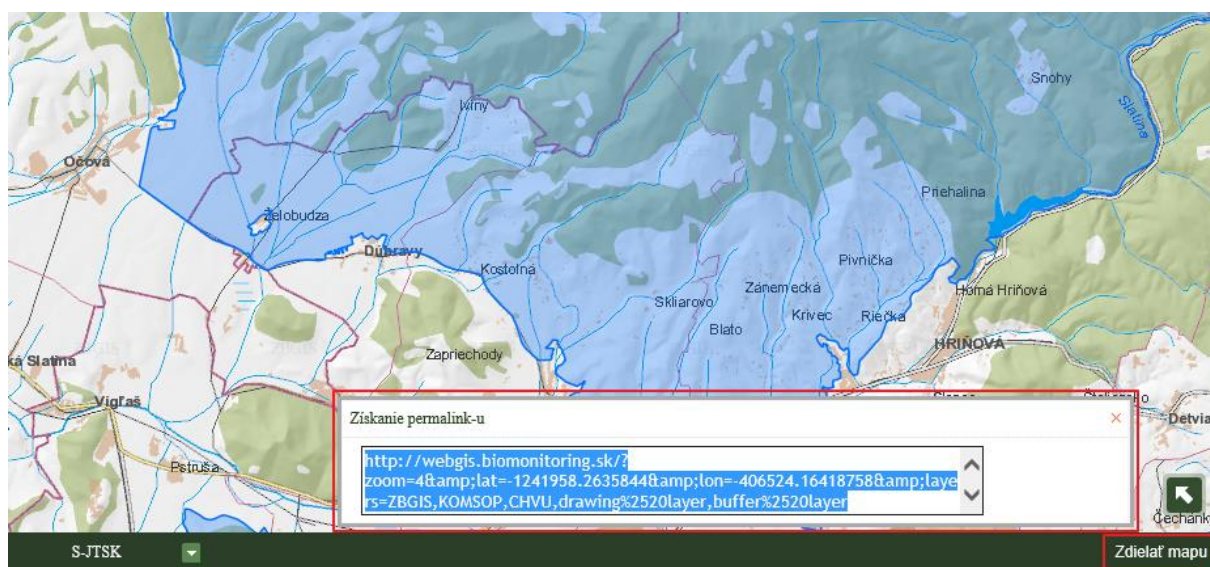 Snohy
Iviny
Slatina
Očová
Priehalina
Želobudza
Dúbravy
Pivnička
Kostolná
Zánemecká
Horná Hriňová
Skliarovo
Krivec
Riečka
Blato
HRIŇOVÁ
Zapriechody
Slatina
Vígľaš
Detvia
Pstruša
Získanie permalink-u
×
http://webgis.biomonitoring.sk/?
zoom=4&amp;lat=-1241958.2635844&amp;lon=-406524.16418758&amp;laye
rs=ZBGIS,KOMSOP,CHVU,drawing%2520layer,buffer%2520layer
S-JTSK
Zdielať mapu